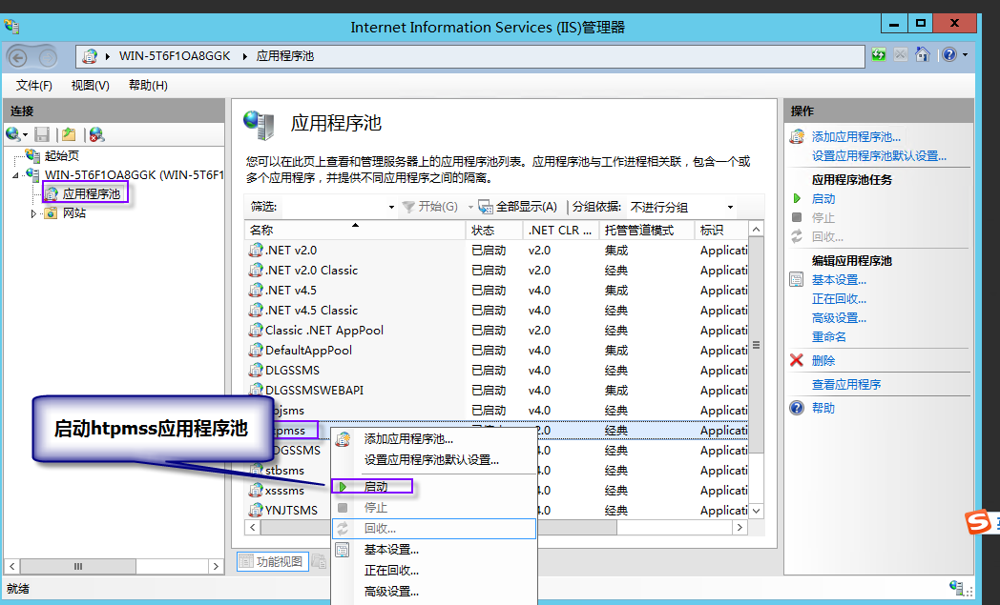 Internet Information Services (IIS)管理器
WIN-5T6F1OA8GGK 应用程序池
文件(F) 视图(V) 帮助(H)
连接
起始页
WIN-5T6F1OA8GGK (WIN-5T6F1
应用程序池
网站
应用程序池
您可以在此页上查看和管理服务器上的应用程序池列表。应用程序池与工作进程相关联，包含一个或
多个应用程序，并提供不同应用程序之间的隔离。
筛选: 开始(G) 全部显示(A) 分组依据: 不进行分组
名称 状态 .NET CLR ... 托管管道模式 标识
.NET v2.0 已启动 v2.0 集成 Applicati
.NET v2.0 Classic 已启动 v2.0 经典 Applicati
.NET v4.5 已启动 v4.0 集成 Applicati
.NET v4.5 Classic 已启动 v4.0 经典 Applicati
Classic .NET AppPool 已启动 v2.0 经典 Applicati
DefaultAppPool 已启动 v4.0 集成 Applicati
DLGSSMS 已启动 v4.0 经典 Applicati
DLGSSMSWEBAPI 已启动 v4.0 集成 Applicati
jsms 已启动 v4.0 经典 Applicati
pmss 2.0 经典 Applicati
GSSMS 4.0 经典 Applicati
stbsms 4.0 经典 Applicati
xsssms 4.0 经典 Applicati
YNJTSMS 4.0 经典 Applicati
启动htpmss应用程序池
添加应用程序池...
设置应用程序池默认设置...
启动
停止
回收...
基本设置...
正在回收...
高级设置...
功能视图
就绪
操作
添加应用程序池...
设置应用程序池默认设置...
应用程序池任务
启动
停止
回收...
编辑应用程序池
基本设置...
正在回收...
高级设置...
重命名
删除
查看应用程序
帮助